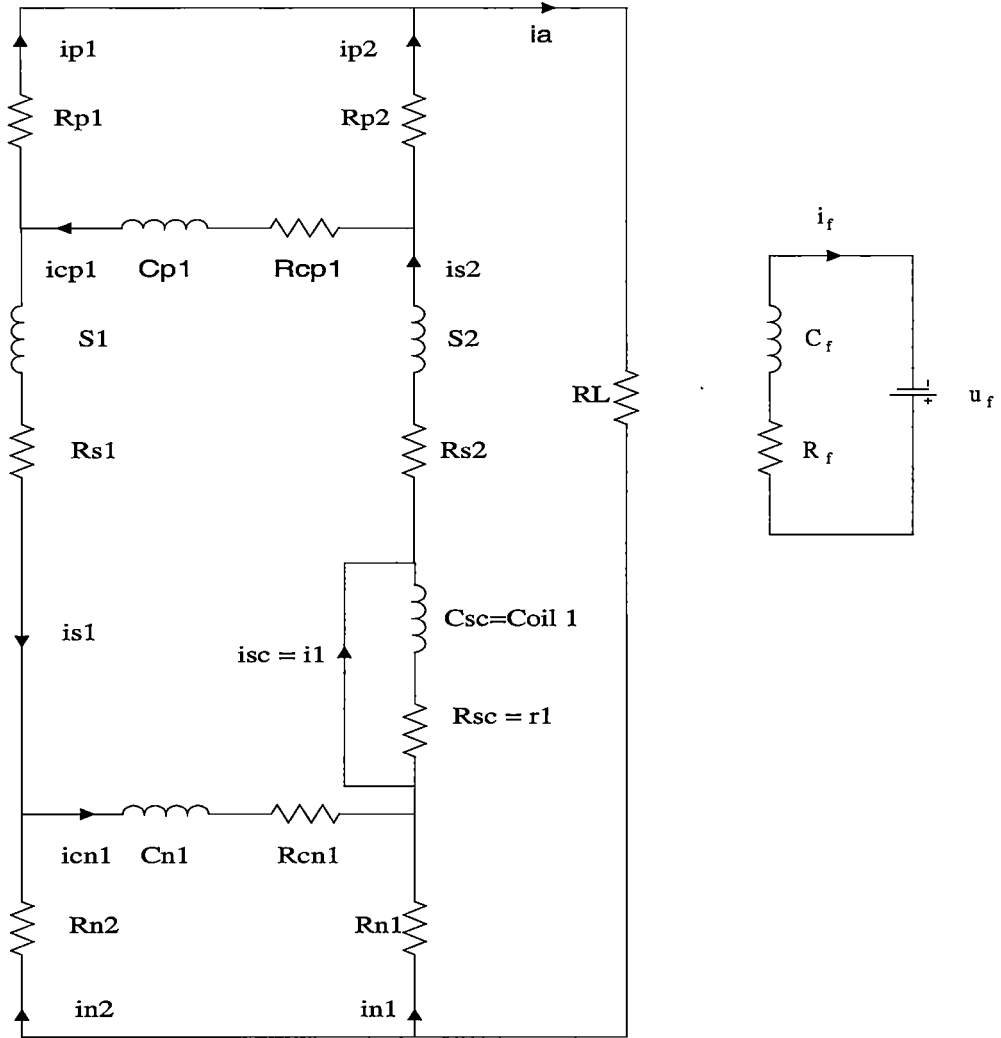 ia
ip1
ip2
Rp1
Rp2
icp1
Cp1
Rcp1
is2
S1
S2
Rs1
Rs2
RL
i f
C f
R f
u f
-
+
is1
isc = i1
Csc=Coil 1
Rsc = r1
icn1
Cn1
Rcn1
Rn2
Rn1
in2
in1